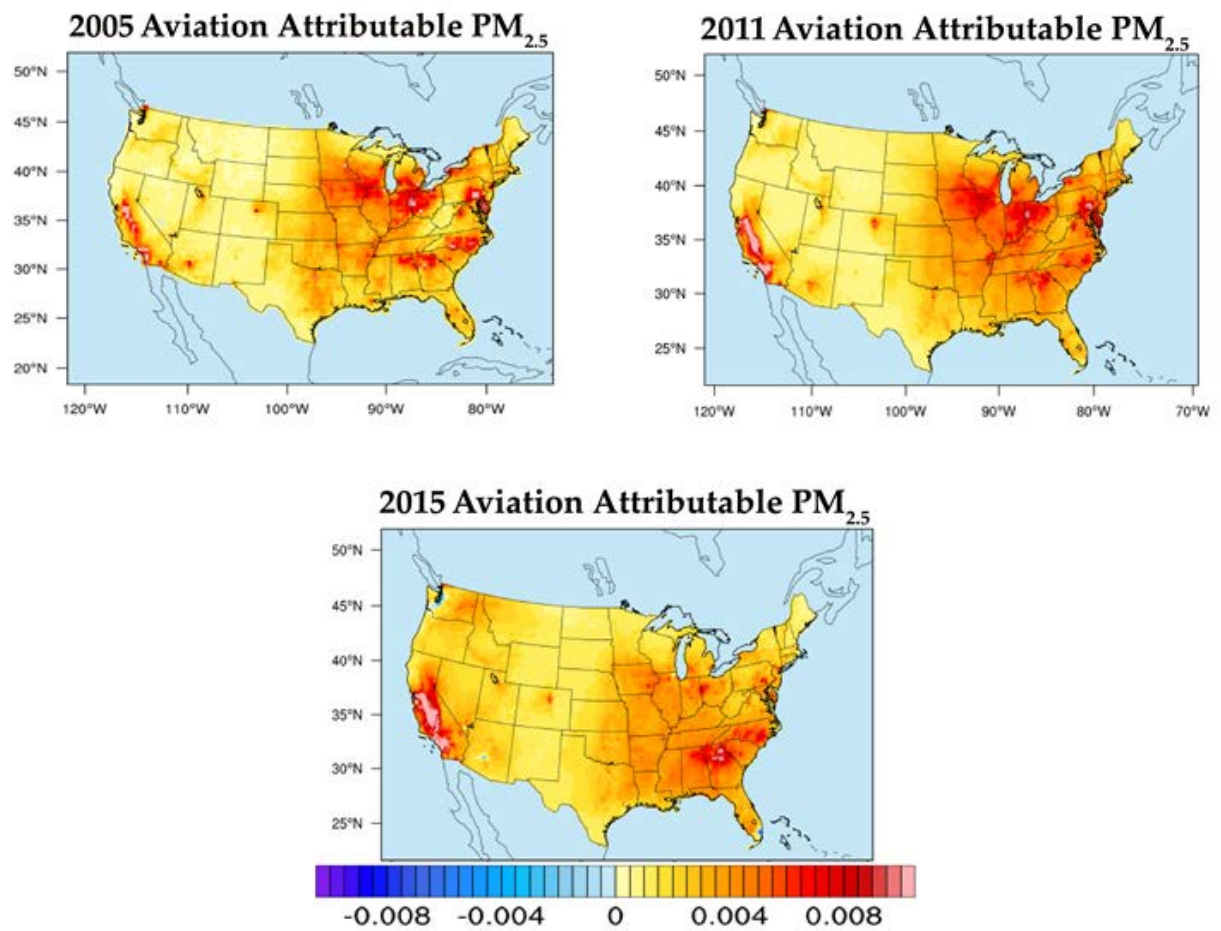 2005 Aviation Attributable PM2.5
50°N
45°N
40°N
35°N
30°N
25°N
20°N
120°W 110°W 100°W 90°W 80°W
2011 Aviation Attributable PM2.5
50°N
45°N
40°N
35°N
30°N
25°N
120°W 110°W 100°W 90°W 80°W 70°W
2015 Aviation Attributable PM2.5
50°N
45°N
40°N
35°N
30°N
25°N
-0.008 -0.004 0 0.004 0.008